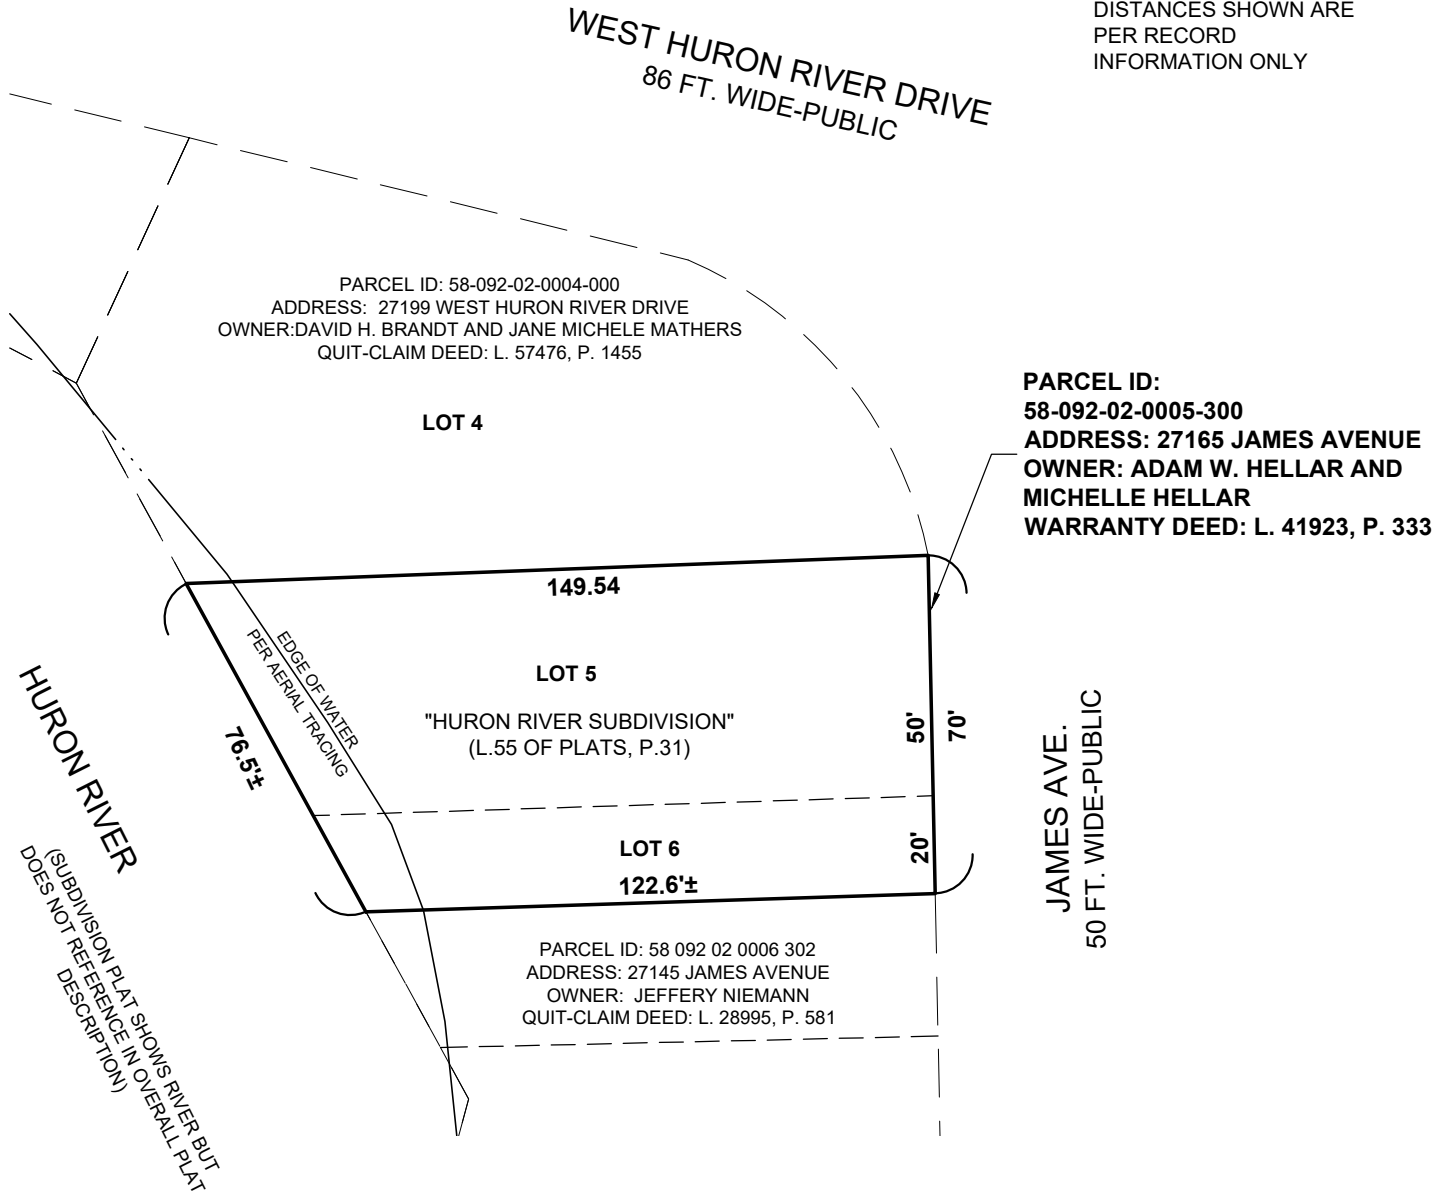 DISTANCES SHOWN ARE
PER RECORD
INFORMATION ONLY
WEST HURON RIVER DRIVE
86 FT. WIDE-PUBLIC
PARCEL ID: 58-092-02-0004-000
ADDRESS: 27199 WEST HURON RIVER DRIVE
OWNER:DAVID H. BRANDT AND JANE MICHELE MATHERS
QUIT-CLAIM DEED: L. 57476, P. 1455
LOT 4
PARCEL ID:
58-092-02-0005-300
ADDRESS: 27165 JAMES AVENUE
OWNER: ADAM W. HELLAR AND
MICHELLE HELLAR
WARRANTY DEED: L. 41923, P. 333
149.54
EDGE OF WATER
PER AERIAL TRACING
LOT 5
"HURON RIVER SUBDIVISION"
(L.55 OF PLATS, P.31)
50'
70'
76.5'±
HURON RIVER
(SUBDIVISION PLAT SHOWS RIVER BUT
DOES NOT REFERENCE IN OVERALL PLAT
DESCRIPTION)
JAMES AVE.
50 FT. WIDE-PUBLIC
LOT 6
20'
122.6'±
PARCEL ID: 58 092 02 0006 302
ADDRESS: 27145 JAMES AVENUE
OWNER: JEFFERY NIEMANN
QUIT-CLAIM DEED: L. 28995, P. 581